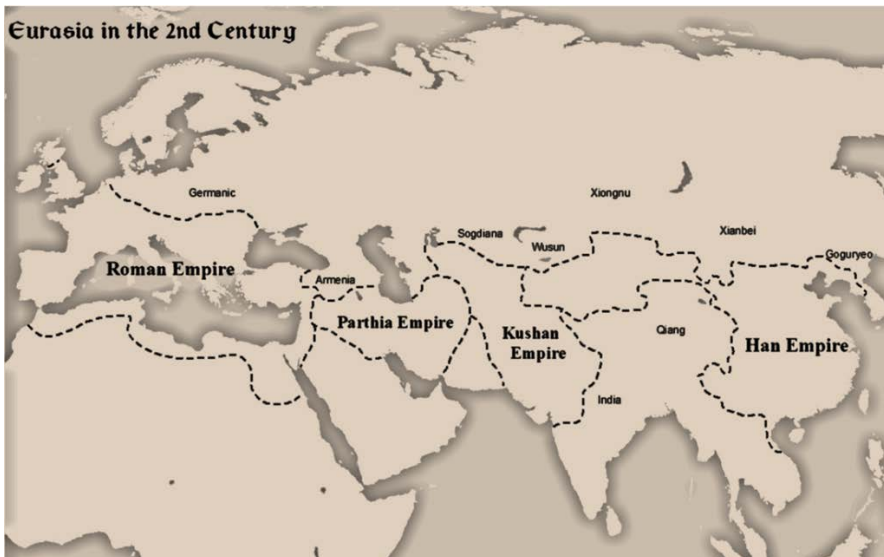 Eurasia in the 2nd Century
Germanic
Xiongnu
Xianbei
Sogdiana
Wusun
Goguryeo
Roman Empire
Armenia
Parthia Empire
Kushan
Empire
Qiang
Han Empire
India